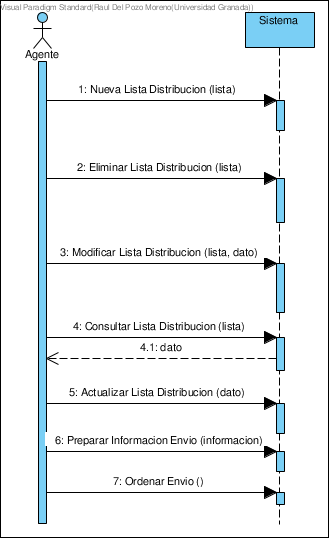 Visual Paradigm Standard(Raul Del Pozo Moreno(Universidad Granada))
Sistema
Agente
1: Nueva Lista Distribucion (lista)
2: Eliminar Lista Distribucion (lista)
3: Modificar Lista Distribucion (lista, dato)
4: Consultar Lista Distribucion (lista)
4.1: dato
5: Actualizar Lista Distribucion (dato)
6: Preparar Informacion Envio (informacion)
7: Ordenar Envio ()